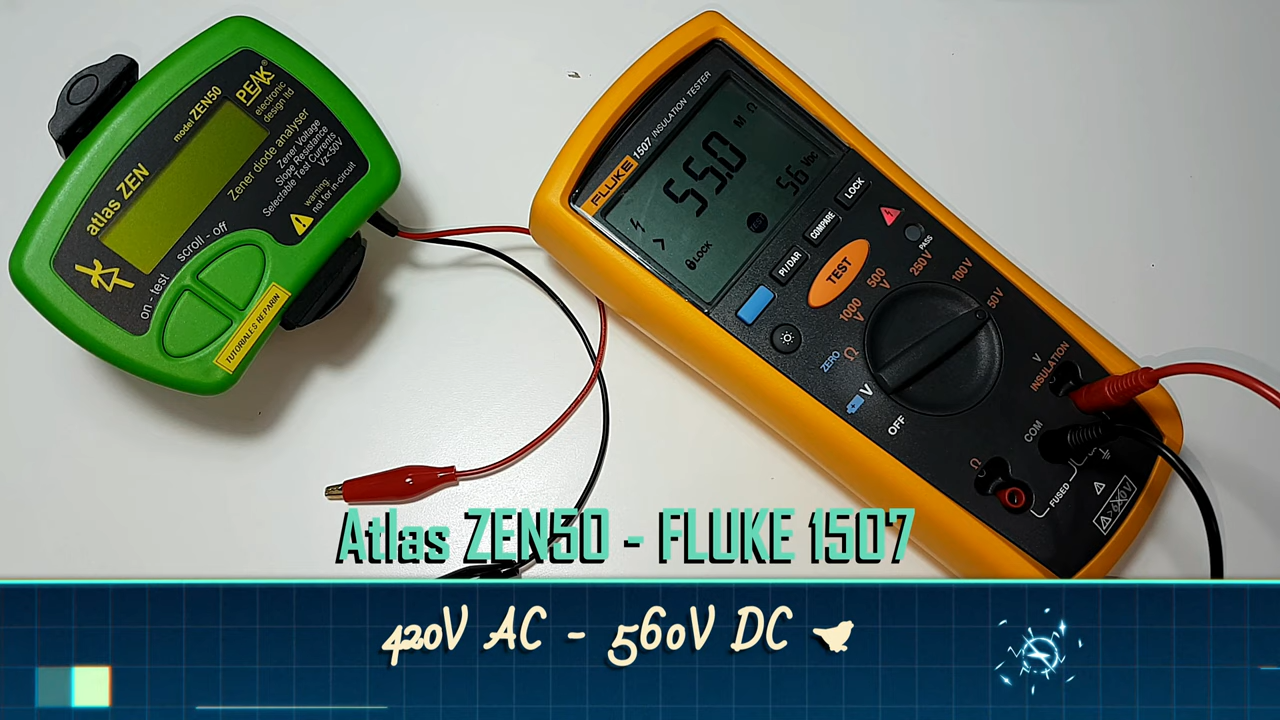 PEAK
electronic
design ltd
model ZEN50
atlas ZEN
Zener diode analyser
Zener Voltage
Slope Resistance
Selectable Test Currents
Vz<50V
warning:
not for in-circuit
on - test
scroll - off
TUTORIALES REPARIN
FLUKE 1507 INSULATION TESTER
55.0 M Ω
56 VDC
>
LOCK
PI/DAR
COMPARE
LOCK
TEST
PASS
1000 V
500
250V
100V
50V
ZERO Ω
V
OFF
V
INSULATION
COM
Ω
FUSED
Atlas ZEN50 - FLUKE 1507
420V AC - 560V DC